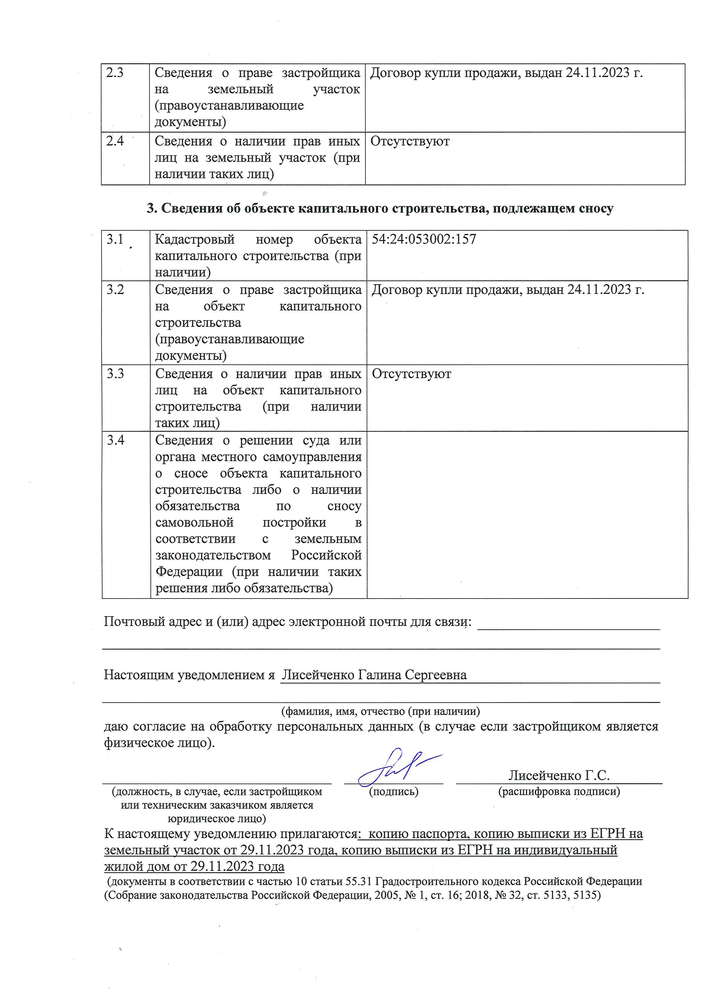 2.3 Сведения о праве застройщика Договор купли продажи, выдан 24.11.2023 г.
на земельный участок
(правоустанавливающие
документы)
2.4 Сведения о наличии прав иных Отсутствуют
лиц на земельный участок (при
наличии таких лиц)
3. Сведения об объекте капитального строительства, подлежащем сносу
3.1 Кадастровый номер объекта 54:24:053002:157
капитального строительства (при
наличии)
3.2 Сведения о праве застройщика Договор купли продажи, выдан 24.11.2023 г.
на объект капитального
строительства
(правоустанавливающие
документы)
3.3 Сведения о наличии прав иных Отсутствуют
лиц на объект капитального
строительства (при наличии
таких лиц)
3.4 Сведения о решении суда или
органа местного самоуправления
о сносе объекта капитального
строительства либо о наличии
обязательства по сносу
самовольной постройки в
соответствии с земельным
законодательством Российской
Федерации (при наличии таких
решения либо обязательства)
Почтовый адрес и (или) адрес электронной почты для связи:
Настоящим уведомлением я Лисейченко Галина Сергеевна
(фамилия, имя, отчество (при наличии)
даю согласие на обработку персональных данных (в случае если застройщиком является
физическое лицо).
Лисейченко Г.С.
(должность, в случае, если застройщиком (подпись) (расшифровка подписи)
или техническим заказчиком является
юридическое лицо)
К настоящему уведомлению прилагаются: копию паспорта, копию выписки из ЕГРН на
земельный участок от 29.11.2023 года, копию выписки из ЕГРН на индивидуальный
жилой дом от 29.11.2023 года
(документы в соответствии с частью 10 статьи 55.31 Градостроительного кодекса Российской Федерации
(Собрание законодательства Российской Федерации, 2005, № 1, ст. 16; 2018, № 32, ст. 5133, 5135)